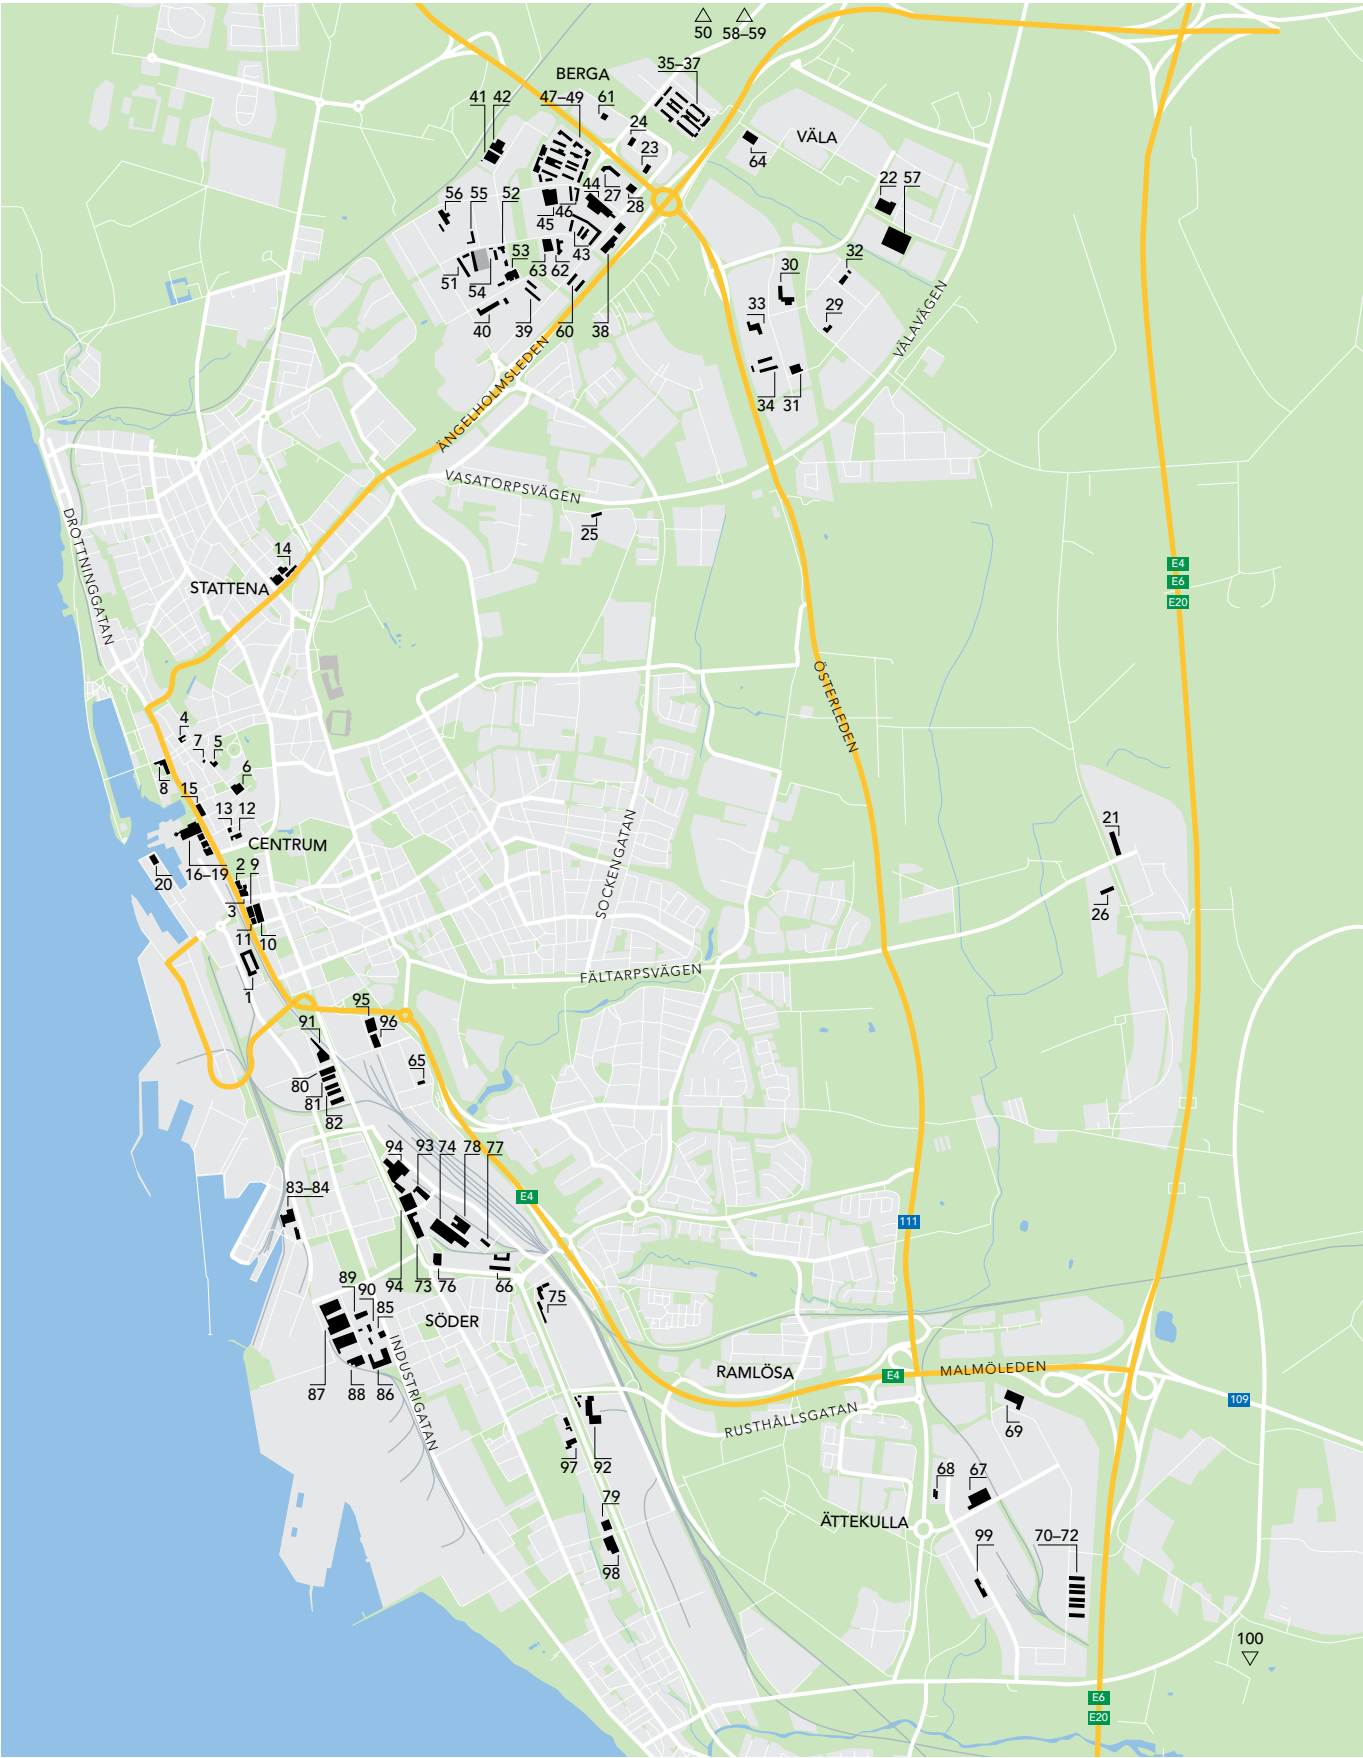 50 58–59
35–37
BERGA
41 42 47–49 61
24
VÄLA
23
64
44
22 57
56 55 52 27
46 28
45
53 43
63 62
32
51
54
30
33 29
40 39 60 38
VÄLAVÄGEN
ÄNGELHOLMSLEDEN
34 31
VASATORPSVÄGEN
DROTTNINGGATAN
25
14
E4
STATTENA
E6
E20
ÖSTERLEDEN
4
7 5
6
8 15
13 12
21
CENTRUM
SOCKENGATAN
2 9
16–19
20
3
26
11
10
FÄLTARPSVÄGEN
1
95
91 96
65
80
81
82
94 93 74 78 77
83–84
E4
111
89 94 73 76 66
90
85 75
SÖDER
INDUSTRIGATAN
RAMLÖSA
MALMÖLEDEN
E4
87 88 86
109
RUSTHÅLLSGATAN
69
97 92
68 67
79
ÄTTEKULLA
99 70–72
98
100
E6
E20